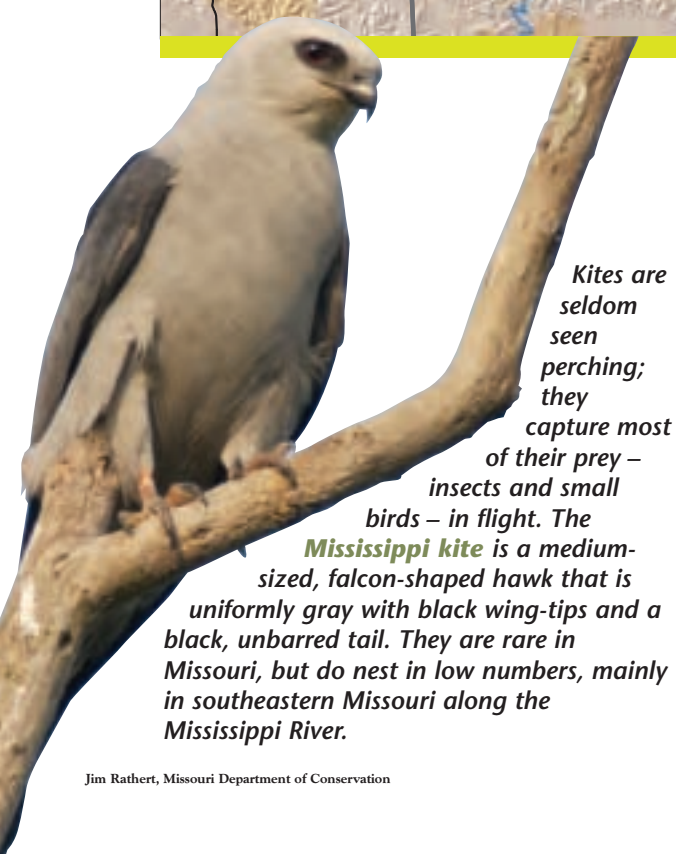 Kites are
seldom
seen
perching;
they
capture most
of their prey –
insects and small
birds – in flight. The
Mississippi kite is a medium-
sized, falcon-shaped hawk that is
uniformly gray with black wing-tips and a
black, unbarred tail. They are rare in
Missouri, but do nest in low numbers, mainly
in southeastern Missouri along the
Mississippi River.
Jim Rathert, Missouri Department of Conservation